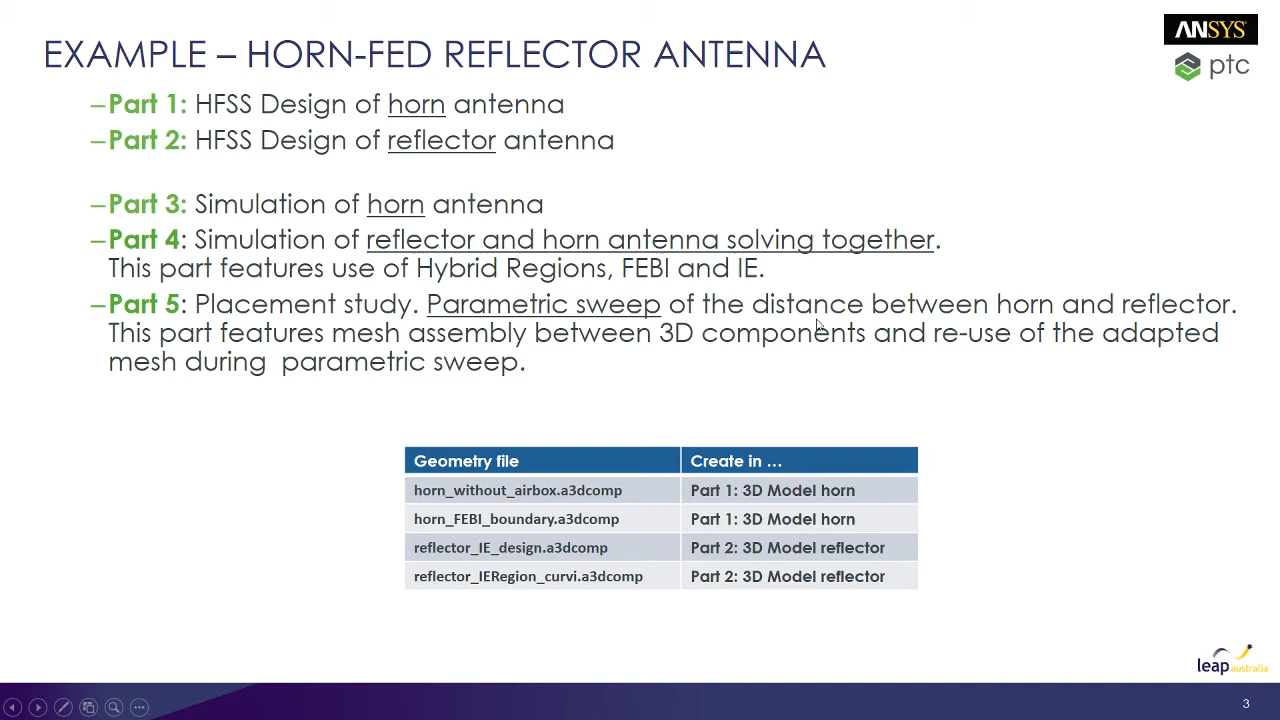 EXAMPLE – HORN-FED REFLECTOR ANTENNA
ANSYS
ptc
–Part 1: HFSS Design of horn antenna
–Part 2: HFSS Design of reflector antenna
–Part 3: Simulation of horn antenna
–Part 4: Simulation of reflector and horn antenna solving together.
This part features use of Hybrid Regions, FEBI and IE.
–Part 5: Placement study. Parametric sweep of the distance between horn and reflector.
This part features mesh assembly between 3D components and re-use of the adapted
mesh during  parametric sweep.
Geometry file Create in …
horn_without_airbox.a3dcomp Part 1: 3D Model horn
horn_FEBI_boundary.a3dcomp Part 1: 3D Model horn
reflector_IE_design.a3dcomp Part 2: 3D Model reflector
reflector_IERegion_curvi.a3dcomp Part 2: 3D Model reflector
leap australia
3